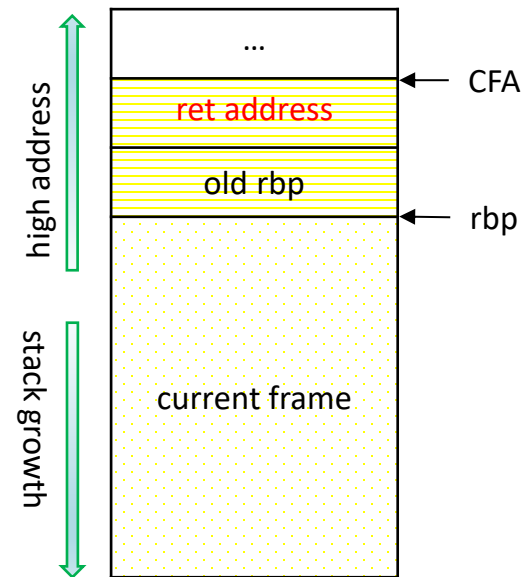 ...
CFA
ret address
old rbp
rbp
high address
current frame
stack growth